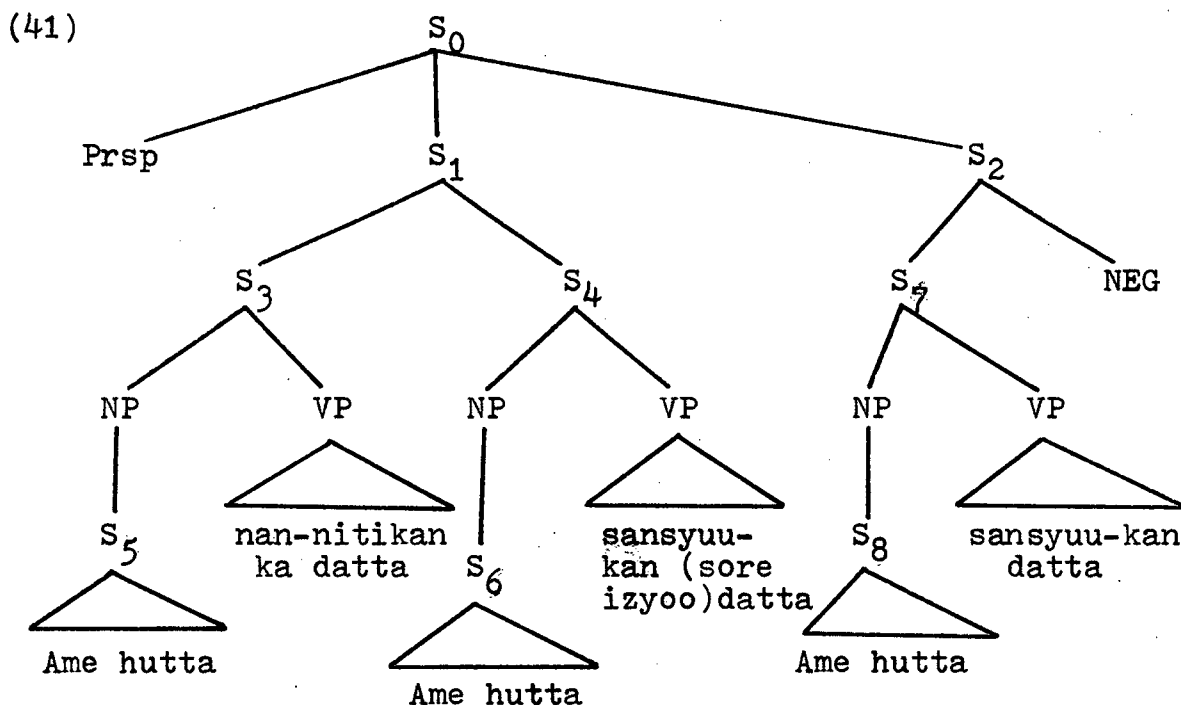 (41)
S0
Prsp S1 S2
S3 S4 S7 NEG
NP VP NP VP NP VP
S5 nan-nitikan S6 sansyuu- S8 sansyuu-kan
ka datta kan (sore datta
izyoo)datta
Ame hutta Ame hutta Ame hutta